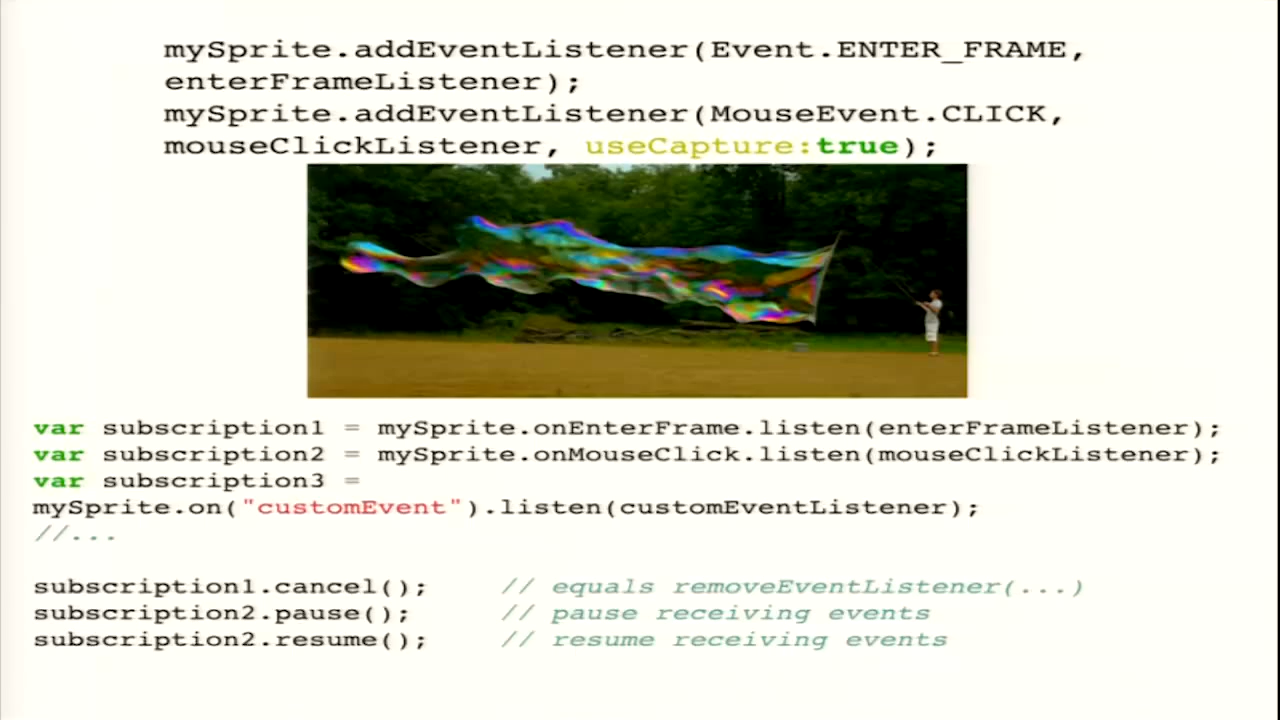 mySprite.addEventListener(Event.ENTER_FRAME,
enterFrameListener);
mySprite.addEventListener(MouseEvent.CLICK,
mouseClickListener, useCapture:true);
var subscription1 = mySprite.onEnterFrame.listen(enterFrameListener);
var subscription2 = mySprite.onMouseClick.listen(mouseClickListener);
var subscription3 =
mySprite.on("customEvent").listen(customEventListener);
//...
subscription1.cancel(); // equals removeEventListener(...)
subscription2.pause(); // pause receiving events
subscription2.resume(); // resume receiving events